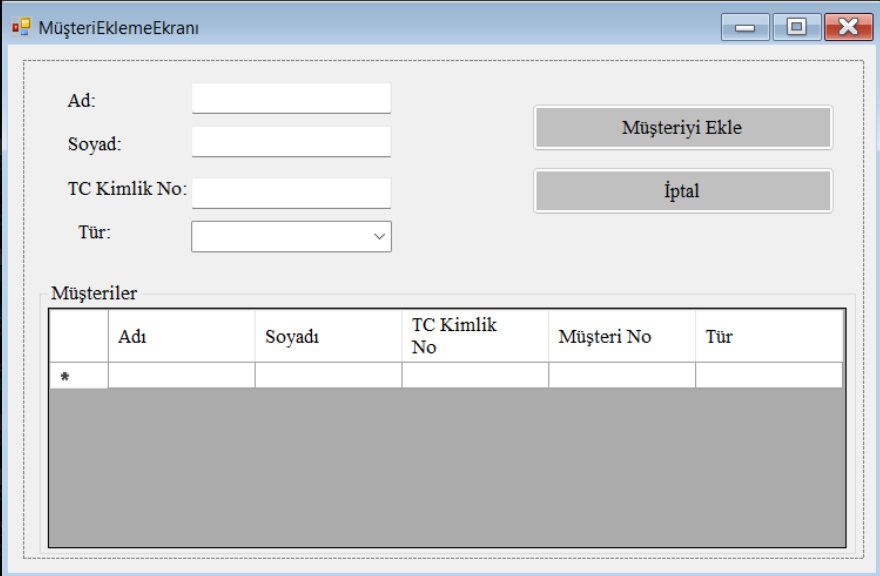 MüşteriEklemeEkranı
Ad:
Soyad:
TC Kimlik No:
Tür:
Müşteriyi Ekle
İptal
Müşteriler
Adı
Soyadı
TC Kimlik
No
Müşteri No
Tür
*